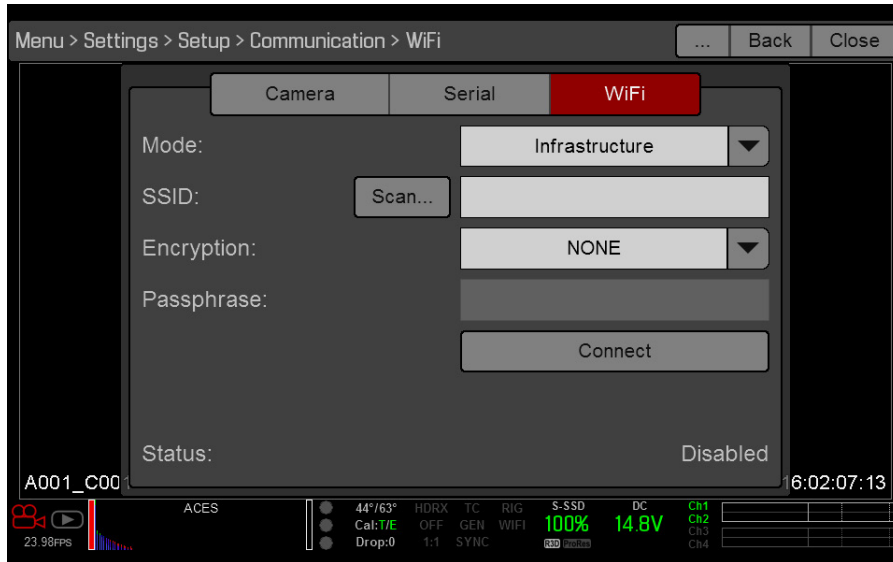 Menu > Settings > Setup > Communication > WiFi ... Back Close
Camera Serial WiFi
Mode: Infrastructure
SSID: Scan...
Encryption: NONE
Passphrase:
Connect
Status: Disabled
A001_C00 6:02:07:13
ACES 44°/63° HDRX TC RIG S-SSD DC Ch1
Cal:T/E OFF GEN WIFI 100% 14.8V Ch2
23.98FPS Drop:0 1:1 SYNC R3D ProRes Ch3
Ch4